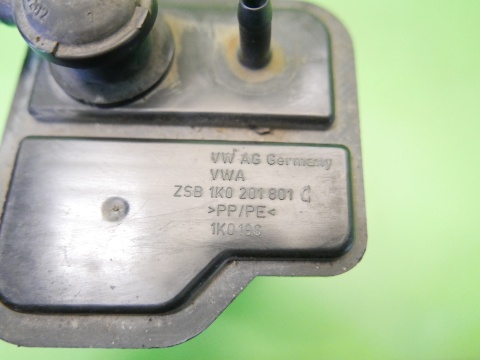 VW AG Germany
VWA
ZSB 1K0 201 801
>PP/PE<